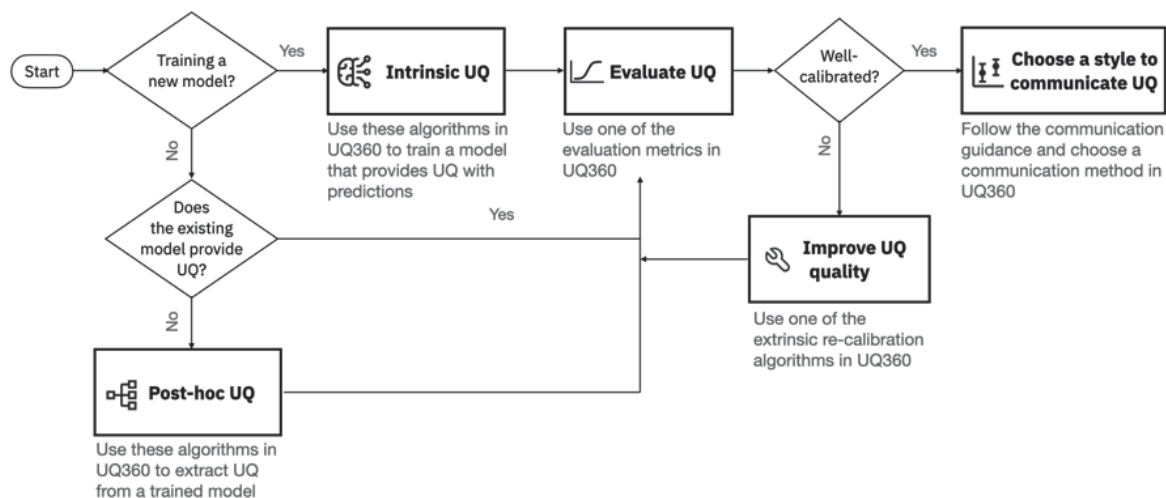 Start
Training a
new model?
Yes
Intrinsic UQ
Use these algorithms in
UQ360 to train a model
that provides UQ with
predictions
Evaluate UQ
Use one of the
evaluation metrics in
UQ360
Well-
calibrated?
Yes
Choose a style to
communicate UQ
Follow the communication
guidance and choose a
communication method in
UQ360
No
No
Does
the existing
model provide
UQ?
Yes
Improve UQ
quality
Use one of the
extrinsic re-calibration
algorithms in UQ360
No
Post-hoc UQ
Use these algorithms in
UQ360 to extract UQ
from a trained model